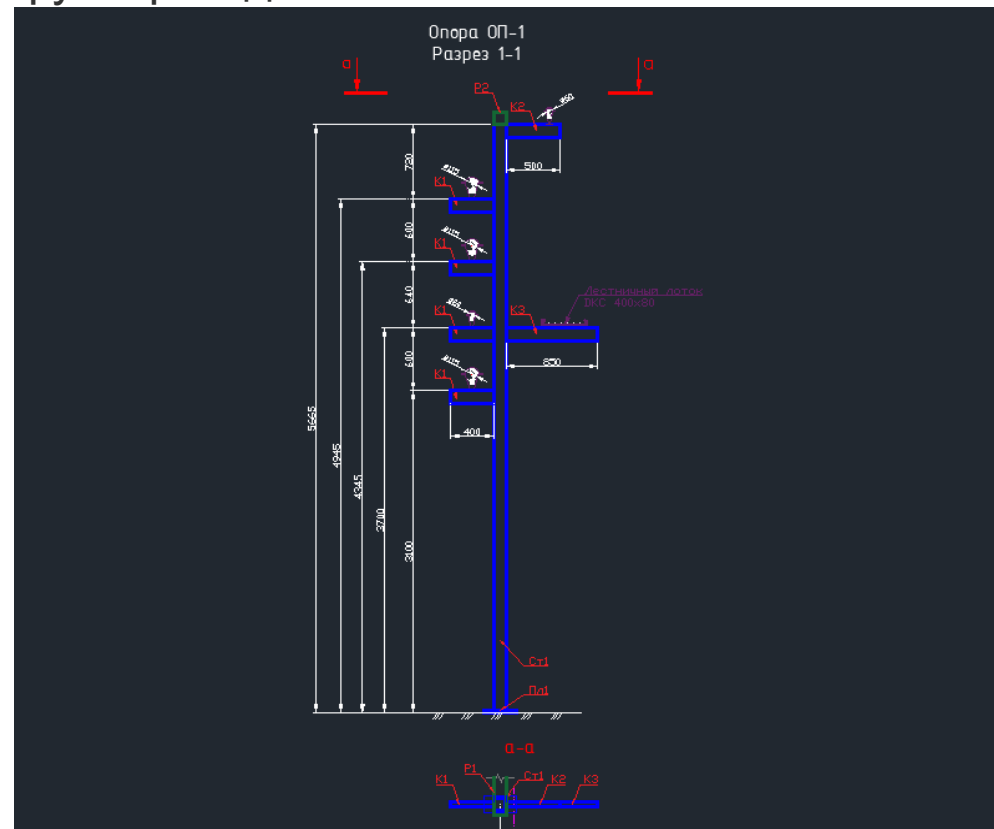 Опора ОП-1
Разрез 1-1
а
а
Р2
К2
500
720
К1
600
К1
640
Лестничный лоток
DKC 400x80
К1
К3
850
600
К1
400
5665
4945
4345
3700
3100
Ст1
Пл1
а-а
К1
Р1
Ст1
К2
К3